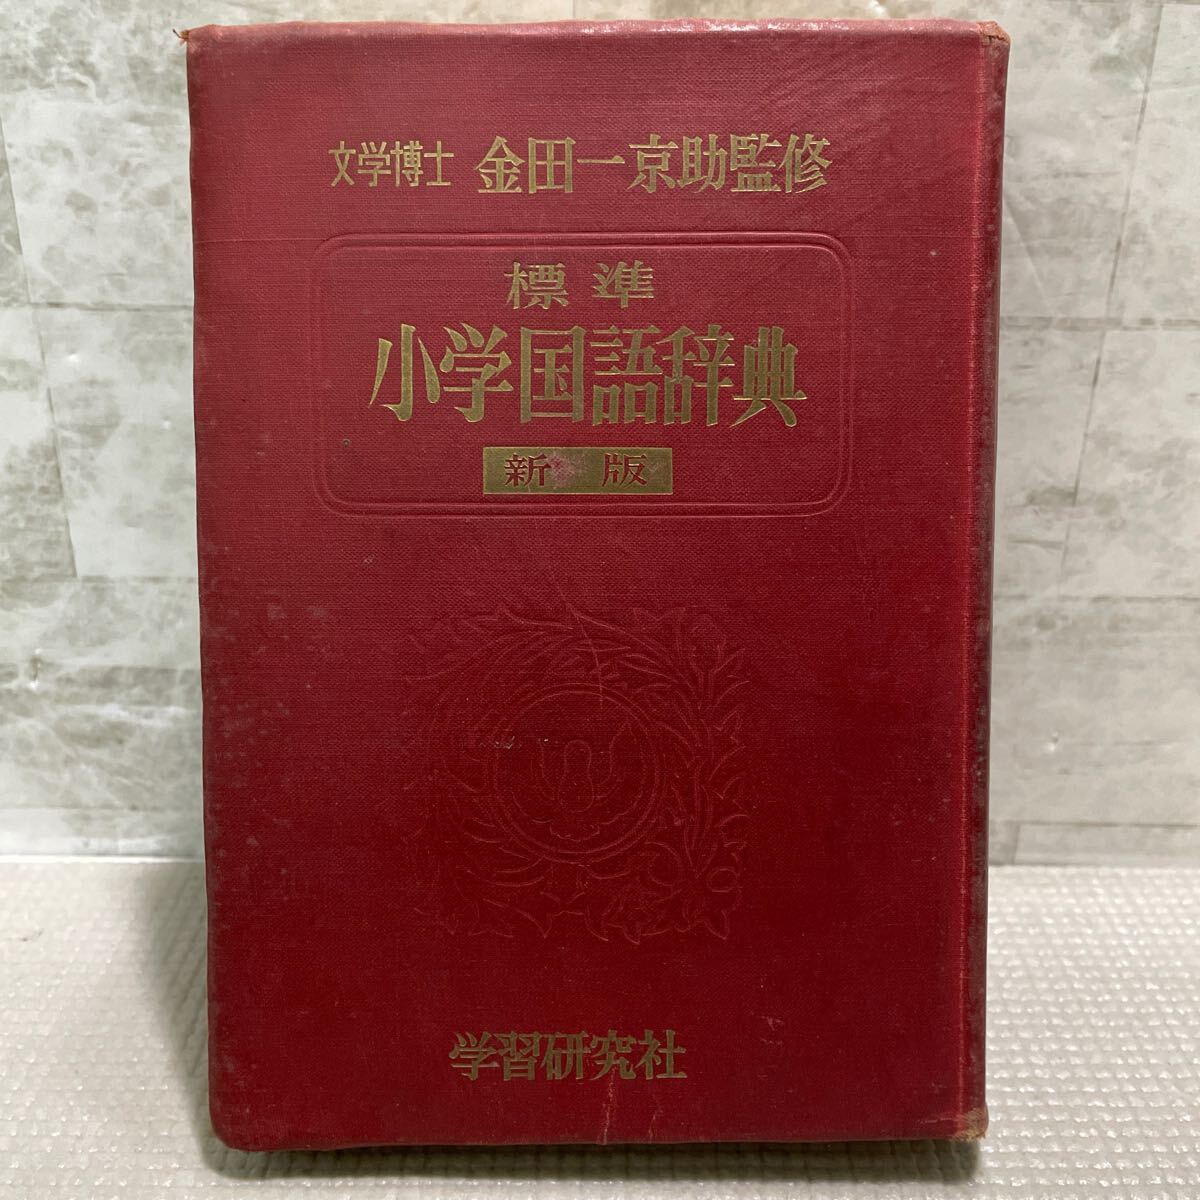 文学博士 金田一京助監修
標準
小学国語辞典
新版
学習研究社